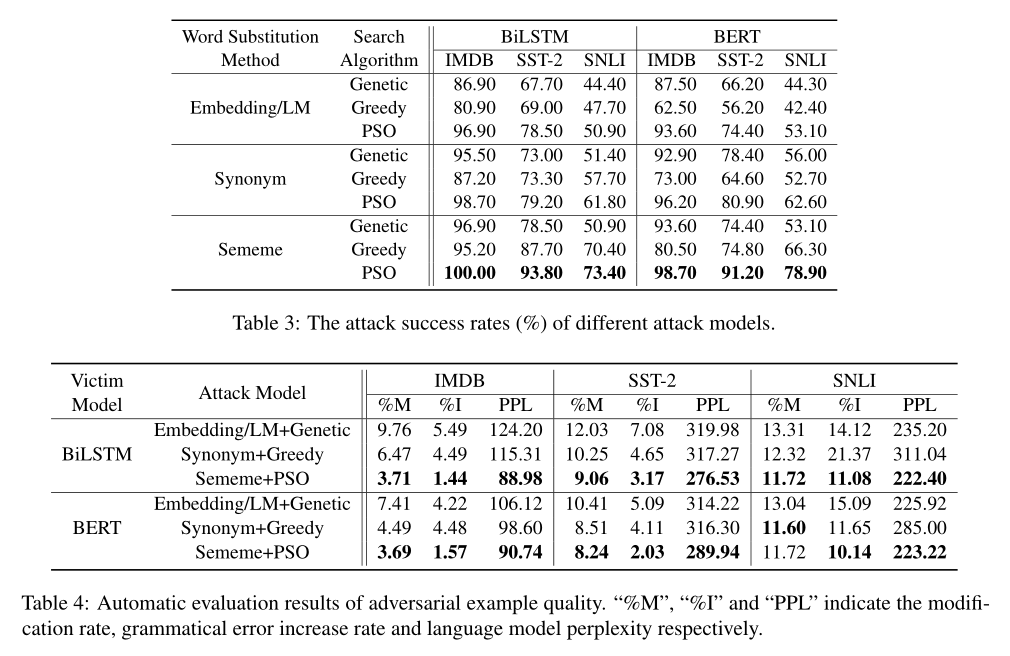 Word Substitution Search BiLSTM BERT
Method Algorithm IMDB SST-2 SNLI IMDB SST-2 SNLI
Genetic 86.90 67.70 44.40 87.50 66.20 44.30
Embedding/LM Greedy 80.90 69.00 47.70 62.50 56.20 42.40
PSO 96.90 78.50 50.90 93.60 74.40 53.10
Genetic 95.50 73.00 51.40 92.90 78.40 56.00
Synonym Greedy 87.20 73.30 57.70 73.00 64.60 52.70
PSO 98.70 79.20 61.80 96.20 80.90 62.60
Genetic 96.90 78.50 50.90 93.60 74.40 53.10
Sememe Greedy 95.20 87.70 70.40 80.50 74.80 66.30
PSO 100.00 93.80 73.40 98.70 91.20 78.90
Table 3: The attack success rates (%) of different attack models.
Victim Attack Model IMDB SST-2 SNLI
Model %M %I PPL %M %I PPL %M %I PPL
Embedding/LM+Genetic 9.76 5.49 124.20 12.03 7.08 319.98 13.31 14.12 235.20
BiLSTM Synonym+Greedy 6.47 4.49 115.31 10.25 4.65 317.27 12.32 21.37 311.04
Sememe+PSO 3.71 1.44 88.98 9.06 3.17 276.53 11.72 11.08 222.40
Embedding/LM+Genetic 7.41 4.22 106.12 10.41 5.09 314.22 13.04 15.09 225.92
BERT Synonym+Greedy 4.49 4.48 98.60 8.51 4.11 316.30 11.60 11.65 285.00
Sememe+PSO 3.69 1.57 90.74 8.24 2.03 289.94 11.72 10.14 223.22
Table 4: Automatic evaluation results of adversarial example quality. “%M”, “%I” and “PPL” indicate the modifi-
cation rate, grammatical error increase rate and language model perplexity respectively.